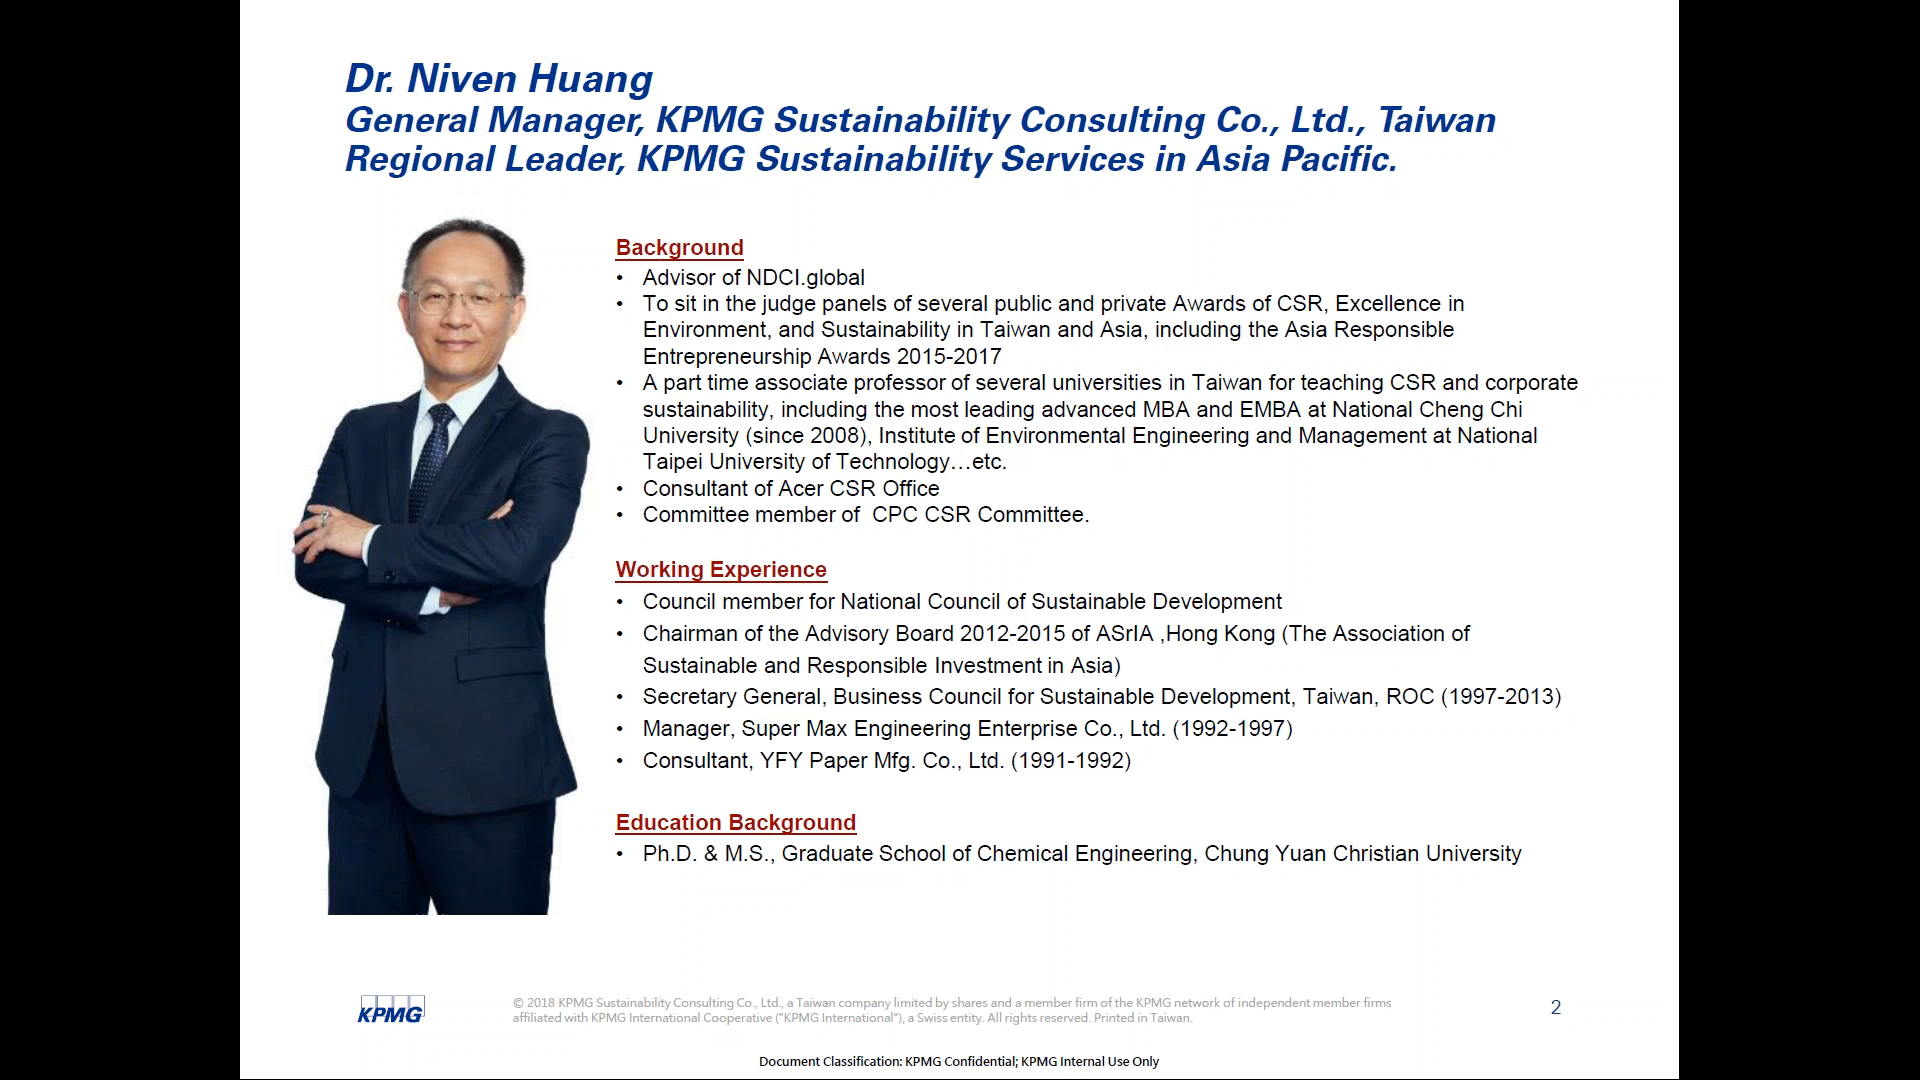 Dr. Niven Huang
General Manager, KPMG Sustainability Consulting Co., Ltd., Taiwan
Regional Leader, KPMG Sustainability Services in Asia Pacific.
Background
• Advisor of NDCI.global
• To sit in the judge panels of several public and private Awards of CSR, Excellence in
Environment, and Sustainability in Taiwan and Asia, including the Asia Responsible
Entrepreneurship Awards 2015-2017
• A part time associate professor of several universities in Taiwan for teaching CSR and corporate
sustainability, including the most leading advanced MBA and EMBA at National Cheng Chi
University (since 2008), Institute of Environmental Engineering and Management at National
Taipei University of Technology…etc.
• Consultant of Acer CSR Office
• Committee member of  CPC CSR Committee.
Working Experience
• Council member for National Council of Sustainable Development
• Chairman of the Advisory Board 2012-2015 of ASrIA ,Hong Kong (The Association of
Sustainable and Responsible Investment in Asia)
• Secretary General, Business Council for Sustainable Development, Taiwan, ROC (1997-2013)
• Manager, Super Max Engineering Enterprise Co., Ltd. (1992-1997)
• Consultant, YFY Paper Mfg. Co., Ltd. (1991-1992)
Education Background
• Ph.D. & M.S., Graduate School of Chemical Engineering, Chung Yuan Christian University
KPMG
© 2018 KPMG Sustainability Consulting Co., Ltd., a Taiwan company limited by shares and a member firm of the KPMG network of independent member firms
affiliated with KPMG International Cooperative ("KPMG International"), a Swiss entity. All rights reserved. Printed in Taiwan.
2
Document Classification: KPMG Confidential; KPMG Internal Use Only